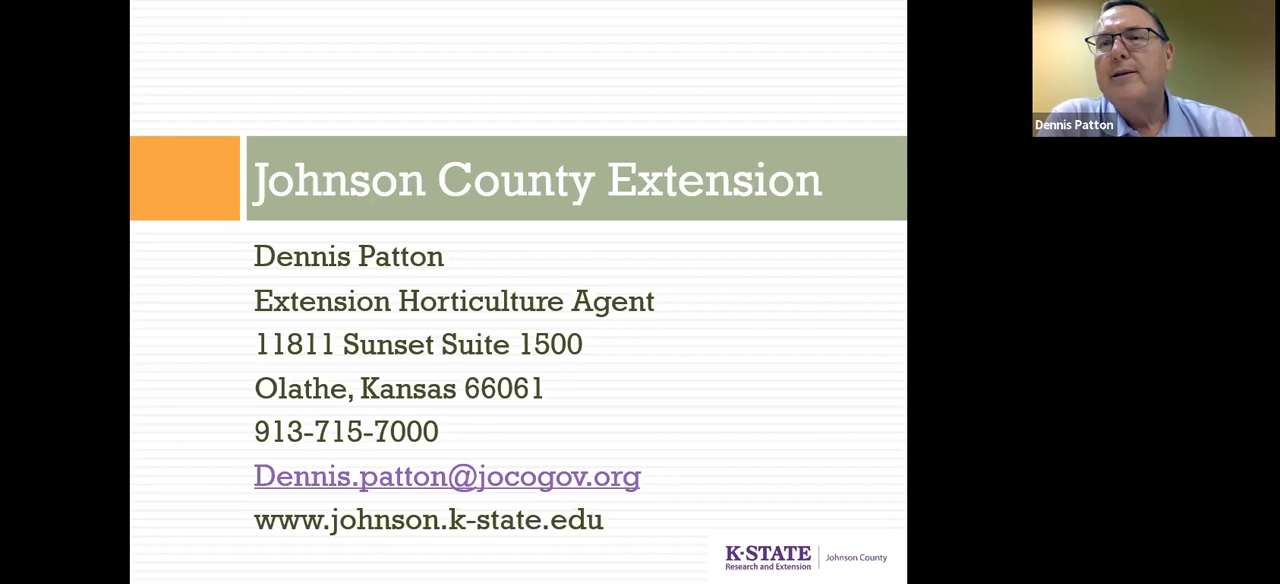 Johnson County Extension
Dennis Patton
Extension Horticulture Agent
11811 Sunset Suite 1500
Olathe, Kansas 66061
913-715-7000
Dennis.patton@jocogov.org
www.johnson.k-state.edu
K-STATE
Research and Extension
Johnson County
Dennis Patton